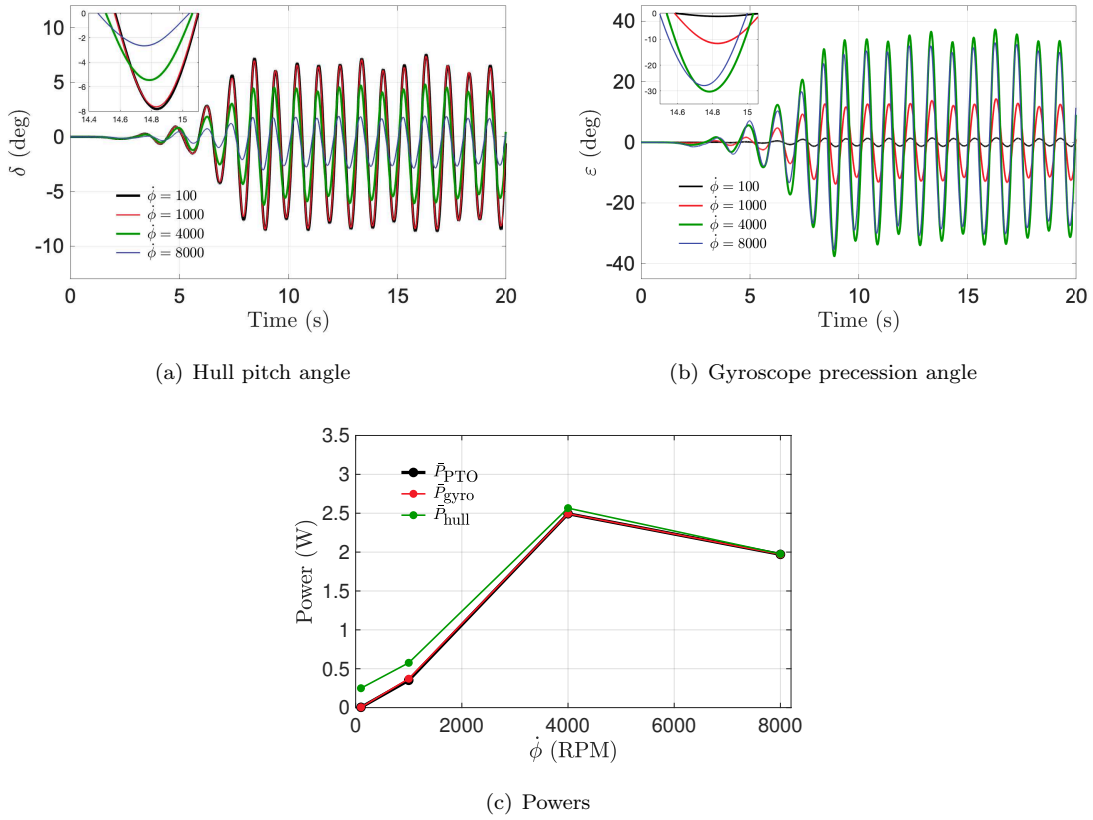 10
5
0
-5
-10
δ (deg)
0
-2
-4
-6
-8
14.4
14.6
14.8
15
ϕ̇ = 100
ϕ̇ = 1000
ϕ̇ = 4000
ϕ̇ = 8000
0 5 10 15 20
Time (s)
(a) Hull pitch angle
40
20
0
-20
-40
ε (deg)
0
-10
-20
-30
14.6
14.8
15
ϕ̇ = 100
ϕ̇ = 1000
ϕ̇ = 4000
ϕ̇ = 8000
0 5 10 15 20
Time (s)
(b) Gyroscope precession angle
3.5
3
2.5
2
1.5
1
0.5
0
Power (W)
P̄PTO
P̄gyro
P̄hull
0 2000 4000 6000 8000
ϕ̇ (RPM)
(c) Powers